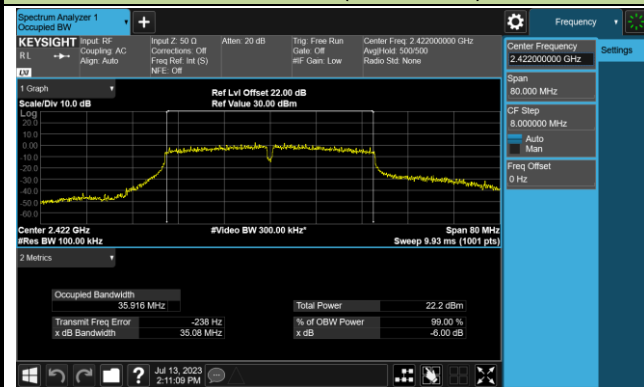 Spectrum Analyzer 1
Occupied BW
+
Frequency
KEYSIGHT
RL
LXI
Input: RF
Coupling: AC
Align: Auto
Input Z: 50 Ω
Corrections: Off
Freq Ref: Int (S)
NFE: Off
Atten: 20 dB
Trig: Free Run
Gate: Off
#IF Gain: Low
Center Freq: 2.422000000 GHz
Avg|Hold: 500/500
Radio Std: None
Center Frequency
2.422000000 GHz
Settings
Span
80.000 MHz
CF Step
8.000000 MHz
Auto
Man
Freq Offset
0 Hz
1 Graph
Scale/Div 10.0 dB
Ref Lvl Offset 22.00 dB
Ref Value 30.00 dBm
Log
20.0
10.0
0.00
-10.0
-20.0
-30.0
-40.0
-50.0
-60.0
Center 2.422 GHz
#Video BW 300.00 kHz*
Span 80 MHz
#Res BW 100.00 kHz
Sweep 9.93 ms (1001 pts)
2 Metrics
Occupied Bandwidth
35.916 MHz
Total Power 22.2 dBm
Transmit Freq Error -238 Hz
% of OBW Power 99.00 %
x dB Bandwidth 35.08 MHz
x dB -6.00 dB
?
Jul 13, 2023
2:11:09 PM